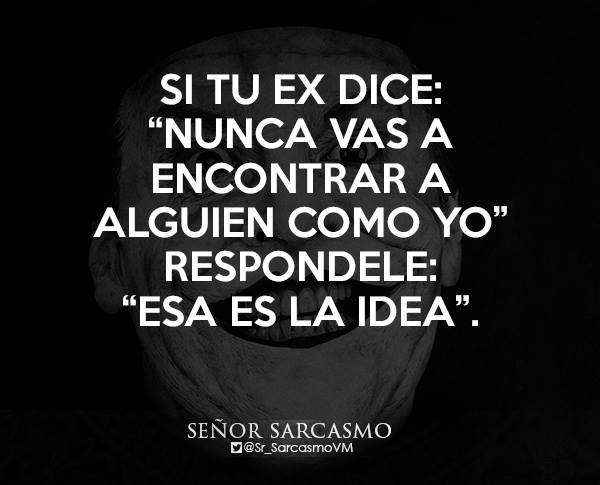 SI TU EX DICE:
“NUNCA VAS A
ENCONTRAR A
ALGUIEN COMO YO”
RESPONDELE:
“ESA ES LA IDEA”.
SEÑOR SARCASMO
@Sr_SarcasmoVM